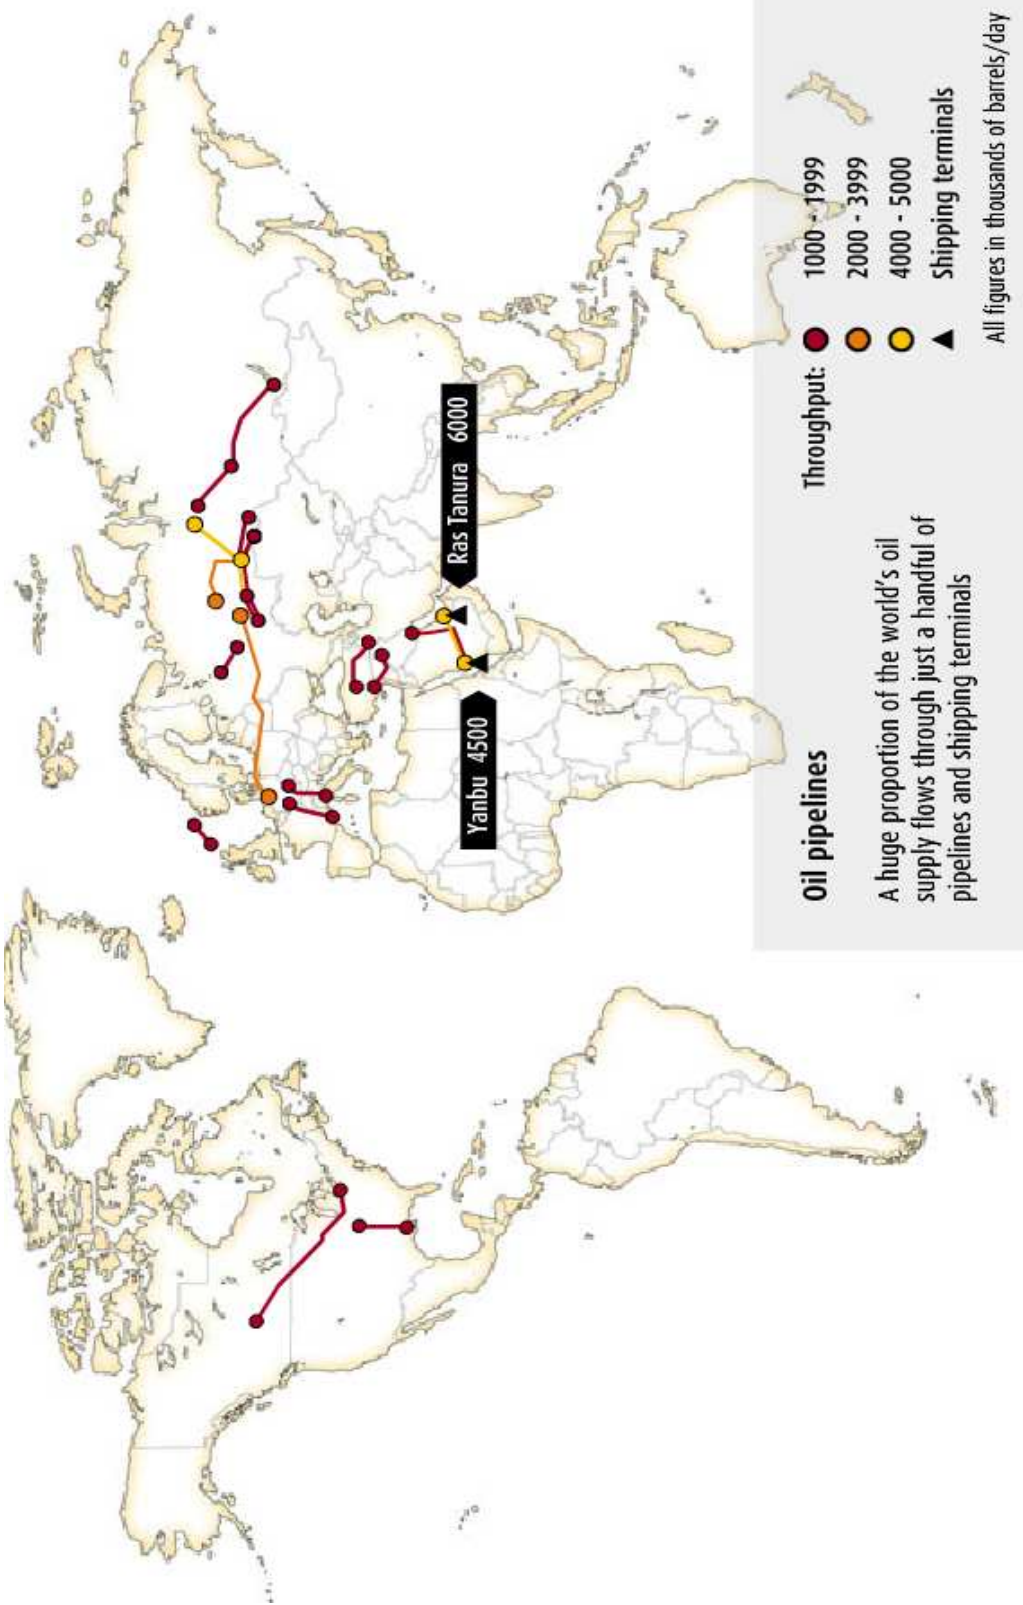 Ras Tanura 6000
Yanbu 4500
Oil pipelines
A huge proportion of the world's oil
supply flows through just a handful of
pipelines and shipping terminals
Throughput:
1000 - 1999
2000 - 3999
4000 - 5000
Shipping terminals
All figures in thousands of barrels/day